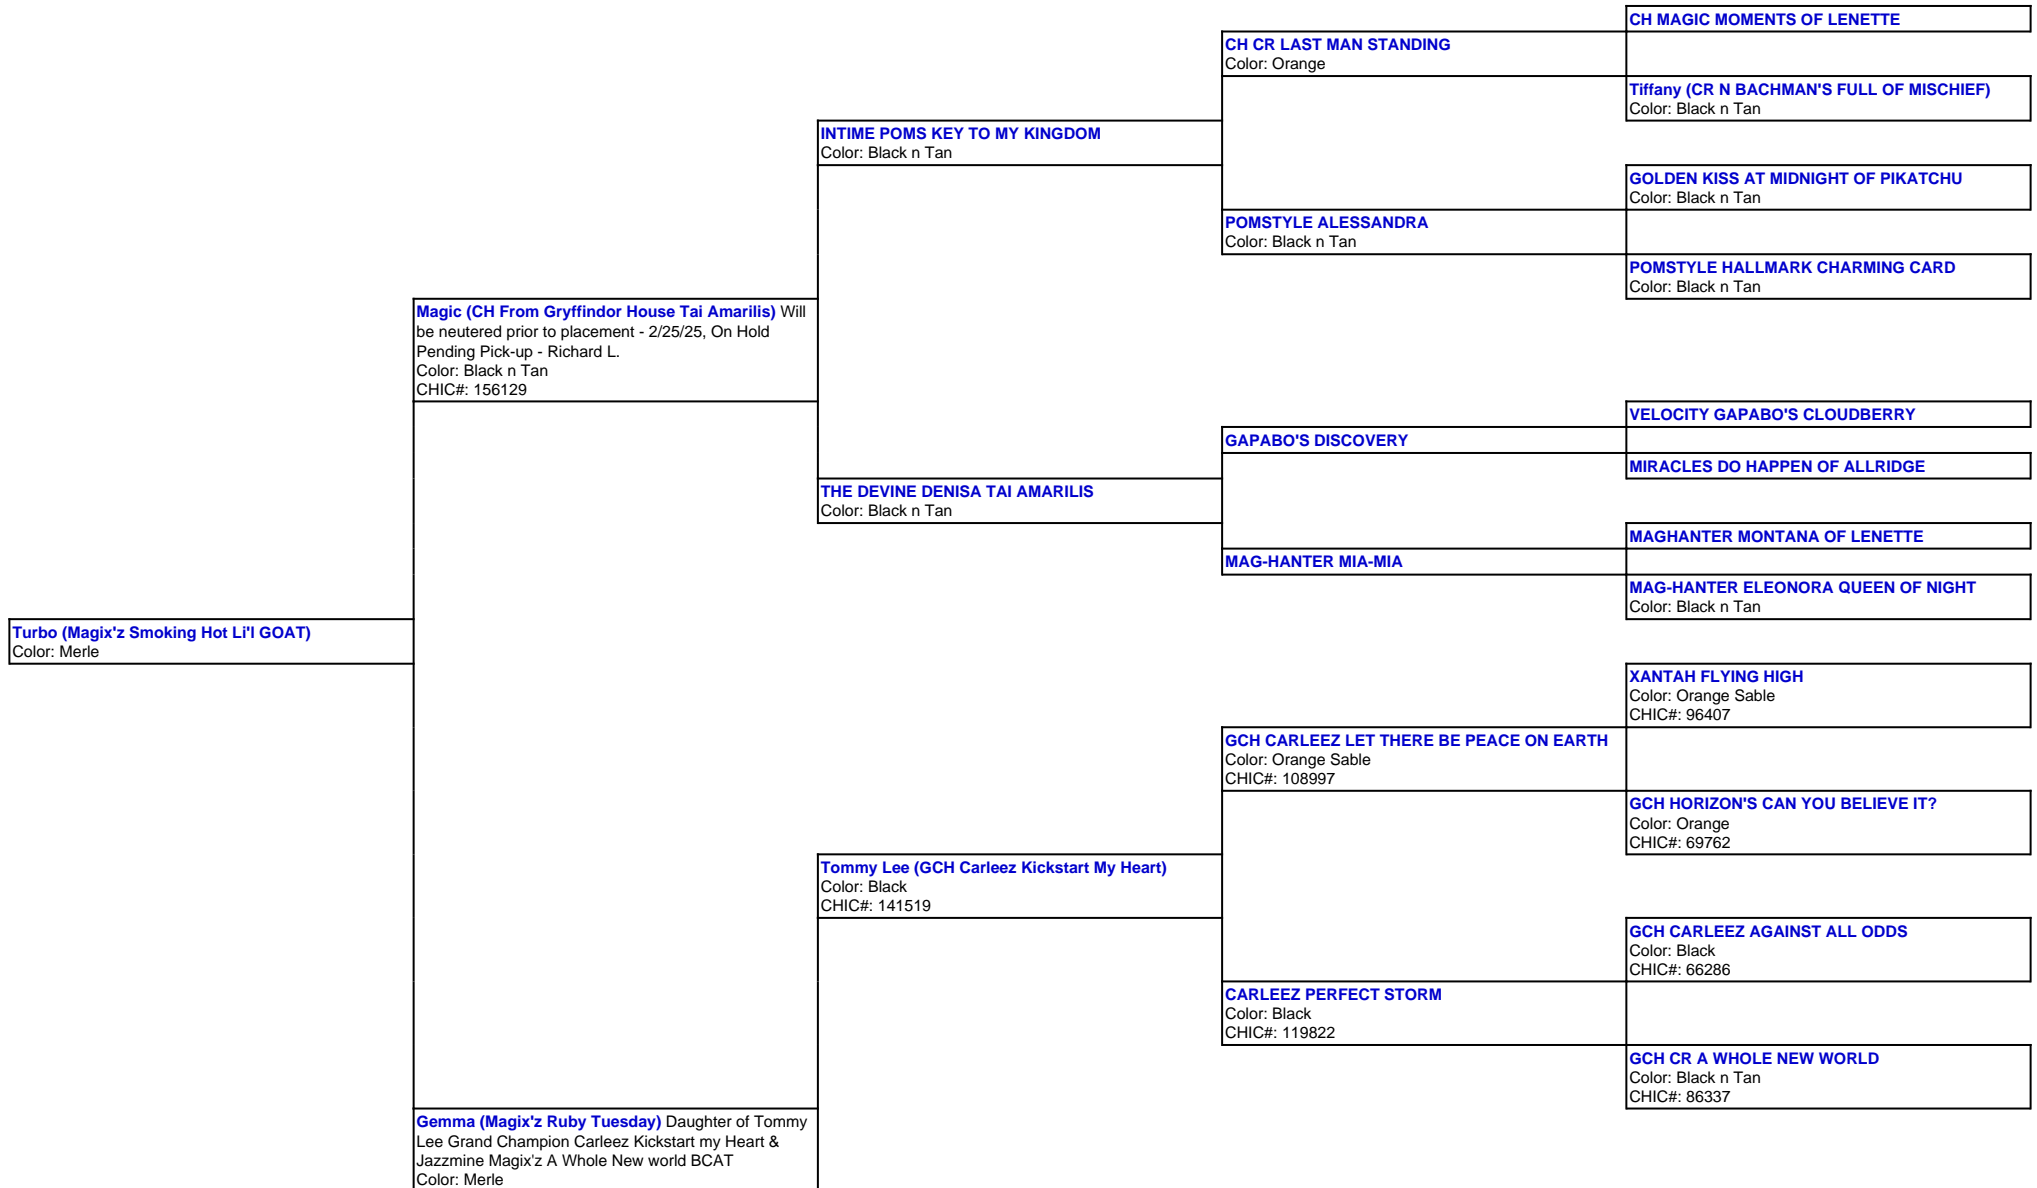 CH MAGIC MOMENTS OF LENETTE
CH CR LAST MAN STANDING
Color: Orange
Tiffany (CR N BACHMAN'S FULL OF MISCHIEF)
Color: Black n Tan
INTIME POMS KEY TO MY KINGDOM
Color: Black n Tan
GOLDEN KISS AT MIDNIGHT OF PIKATCHU
Color: Black n Tan
POMSTYLE ALESSANDRA
Color: Black n Tan
POMSTYLE HALLMARK CHARMING CARD
Color: Black n Tan
Magic (CH From Gryffindor House Tai Amarilis) Will
be neutered prior to placement - 2/25/25, On Hold
Pending Pick-up - Richard L.
Color: Black n Tan
CHIC#: 156129
VELOCITY GAPABO'S CLOUDBERRY
GAPABO'S DISCOVERY
MIRACLES DO HAPPEN OF ALLRIDGE
THE DEVINE DENISA TAI AMARILIS
Color: Black n Tan
MAGHANTER MONTANA OF LENETTE
MAG-HANTER MIA-MIA
MAG-HANTER ELEONORA QUEEN OF NIGHT
Color: Black n Tan
Turbo (Magix'z Smoking Hot Li'l GOAT)
Color: Merle
XANTAH FLYING HIGH
Color: Orange Sable
CHIC#: 96407
GCH CARLEEZ LET THERE BE PEACE ON EARTH
Color: Orange Sable
CHIC#: 108997
GCH HORIZON'S CAN YOU BELIEVE IT?
Color: Orange
CHIC#: 69762
Tommy Lee (GCH Carleez Kickstart My Heart)
Color: Black
CHIC#: 141519
GCH CARLEEZ AGAINST ALL ODDS
Color: Black
CHIC#: 66286
CARLEEZ PERFECT STORM
Color: Black
CHIC#: 119822
GCH CR A WHOLE NEW WORLD
Color: Black n Tan
CHIC#: 86337
Gemma (Magix'z Ruby Tuesday) Daughter of Tommy
Lee Grand Champion Carleez Kickstart my Heart &
Jazzmine Magix'z A Whole New world BCAT
Color: Merle